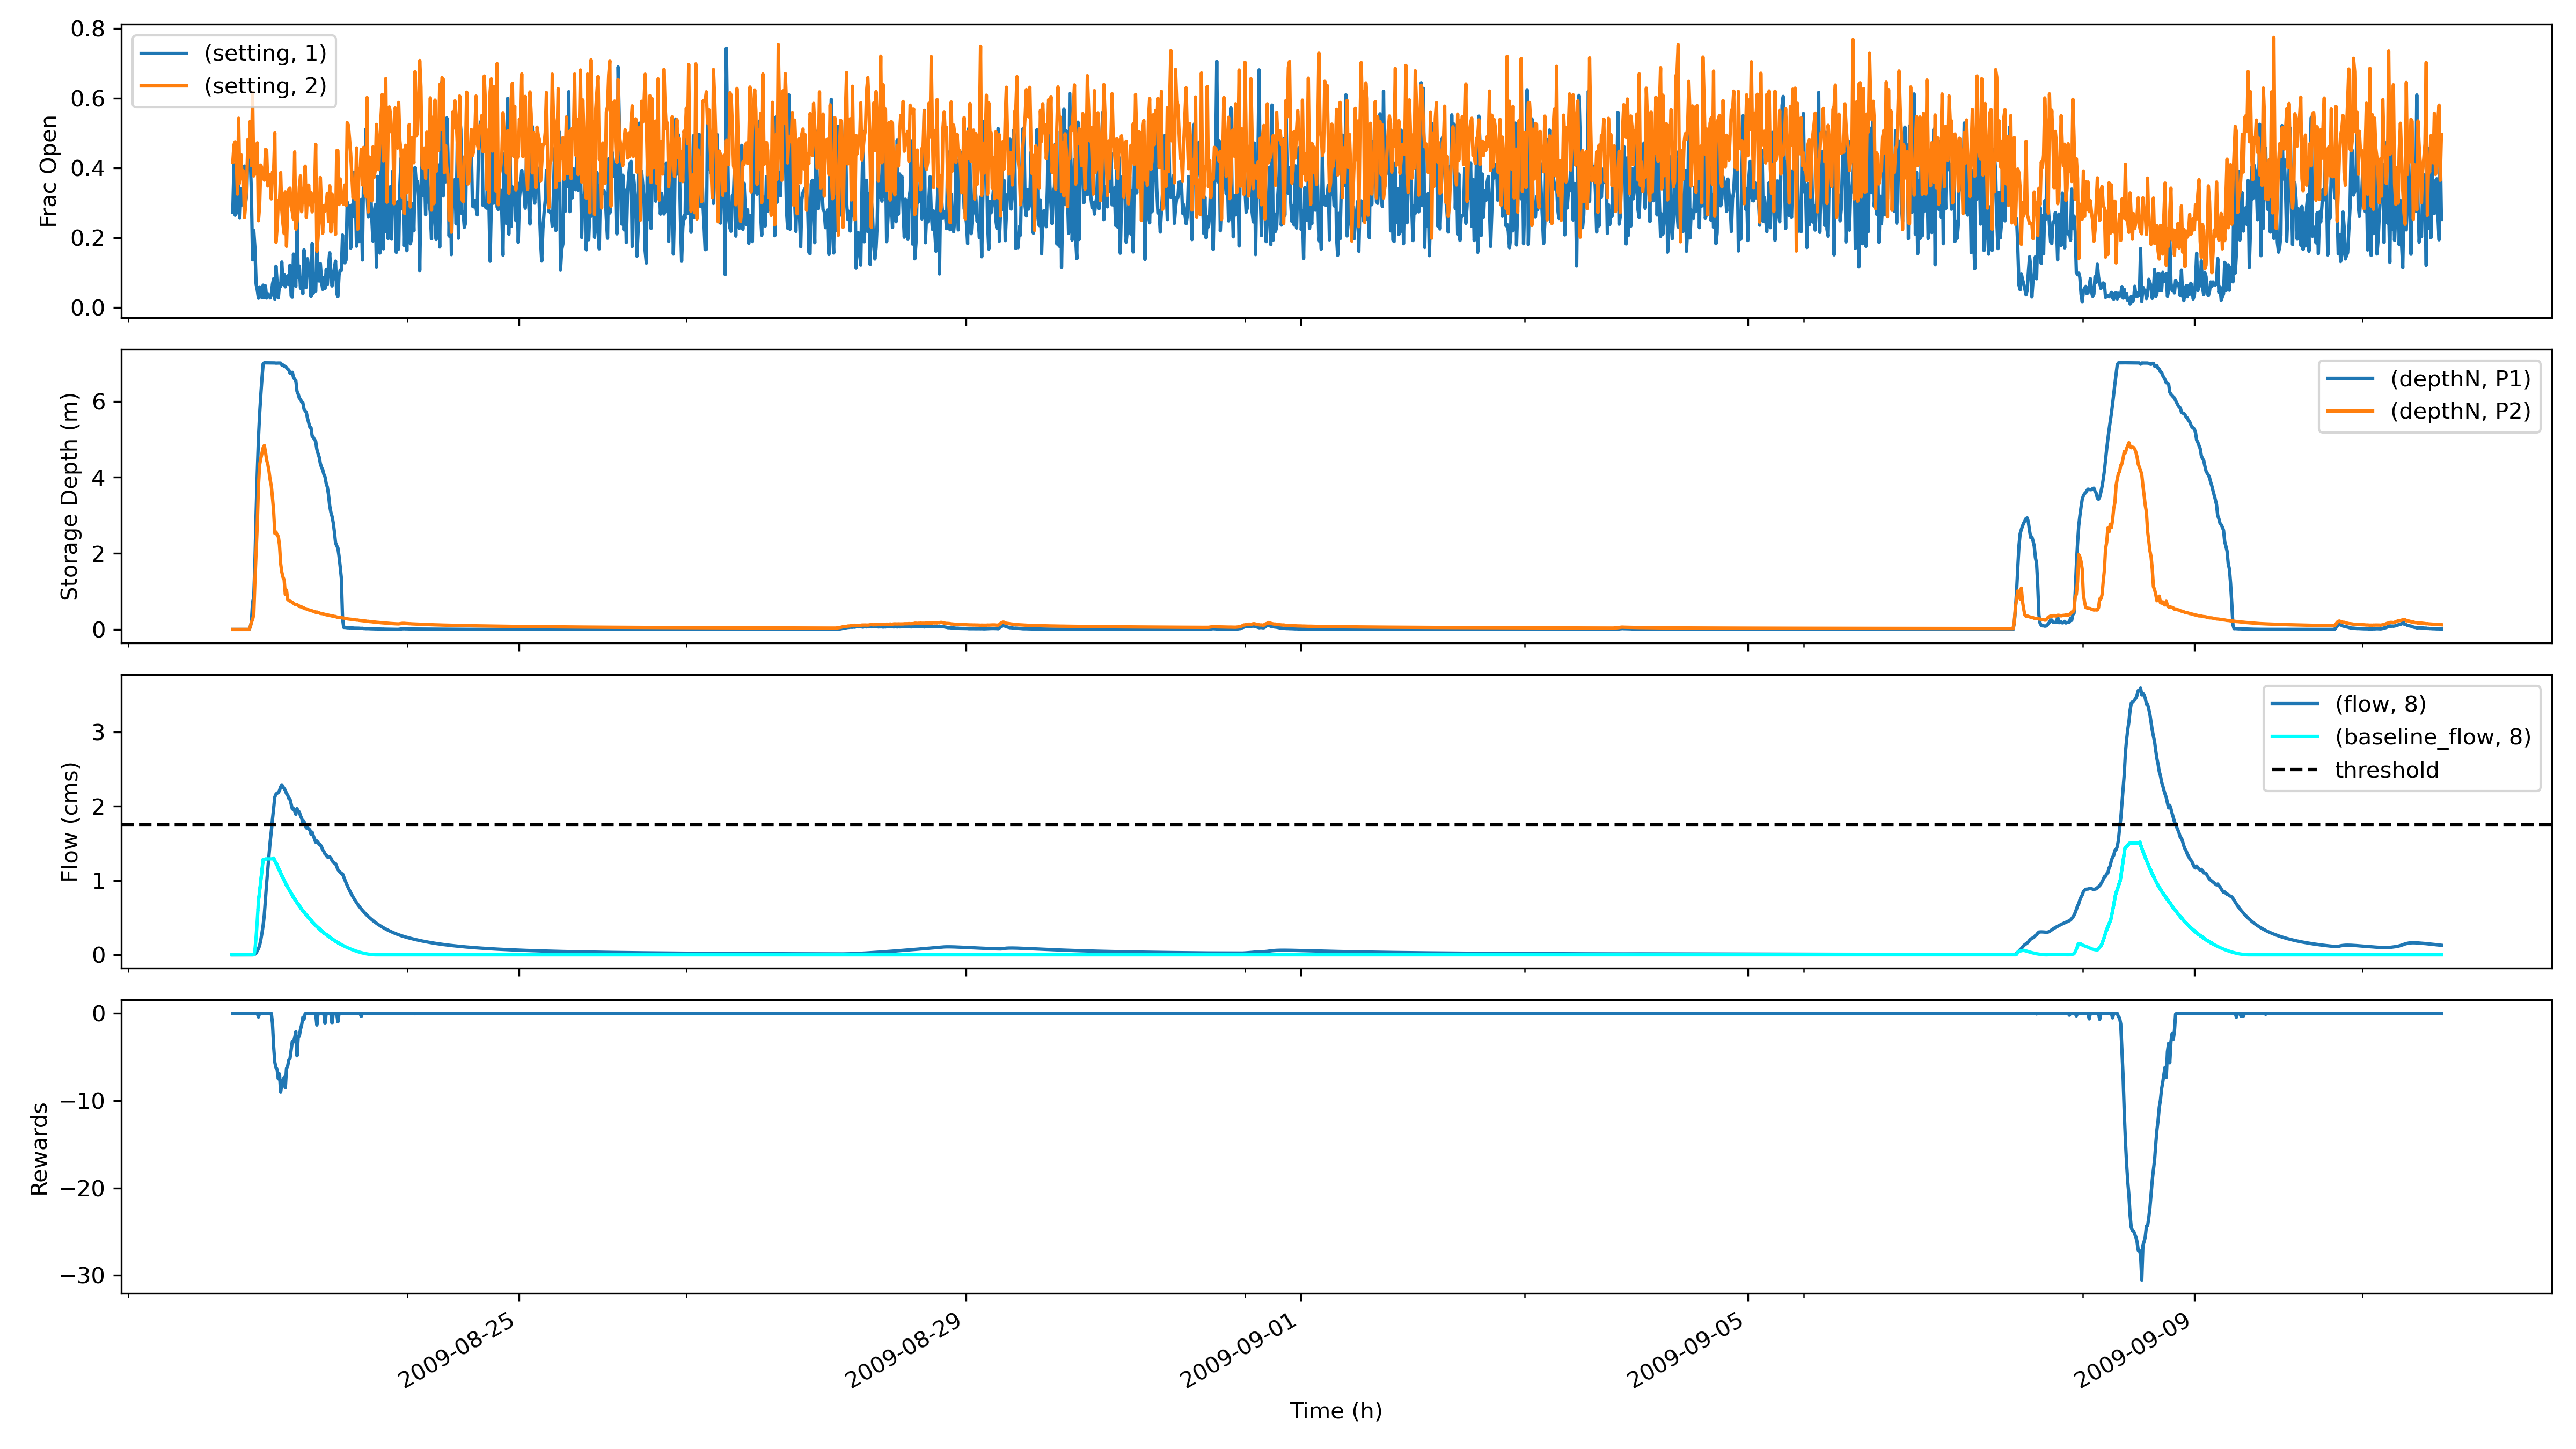 Frac Open
0.8
0.6
0.4
0.2
0.0
(setting, 1)
(setting, 2)
Storage Depth (m)
6
4
2
0
(depthN, P1)
(depthN, P2)
Flow (cms)
3
2
1
0
(flow, 8)
(baseline_flow, 8)
threshold
Rewards
0
−10
−20
−30
2009-08-25
2009-08-29
2009-09-01
2009-09-05
2009-09-09
Time (h)